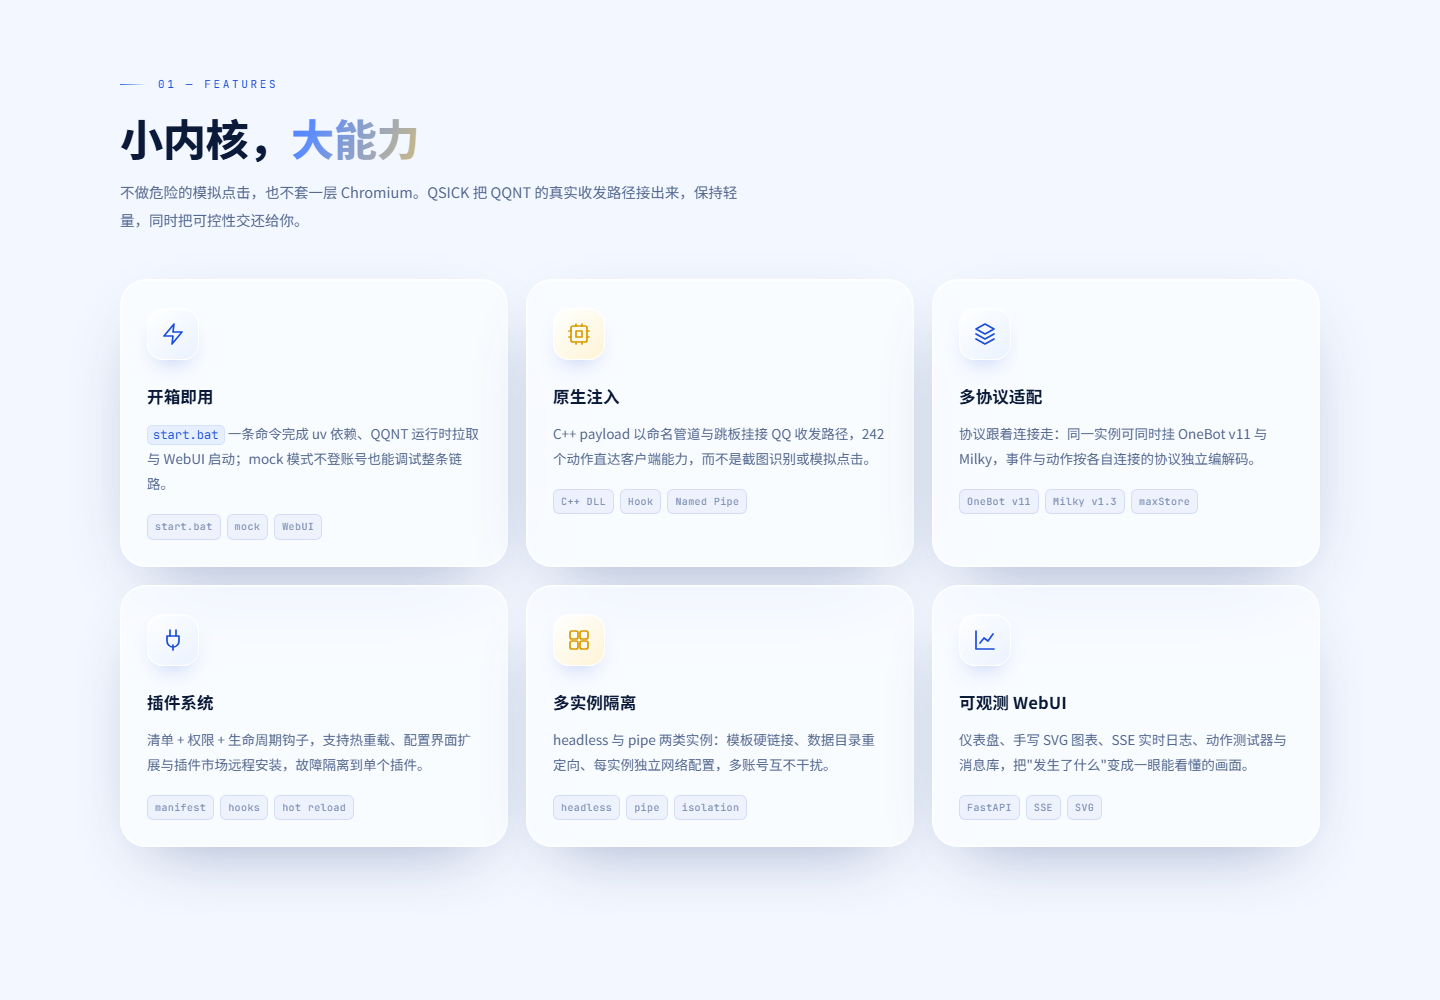 01 — FEATURES
小内核，大能力
不做危险的模拟点击，也不套一层 Chromium。QSICK 把 QQNT 的真实收发路径接出来，保持轻
量，同时把可控性交还给你。
开箱即用
start.bat 一条命令完成 uv 依赖、QQNT 运行时拉取
与 WebUI 启动；mock 模式不登账号也能调试整条链
路。
start.bat mock WebUI
原生注入
C++ payload 以命名管道与跳板挂接 QQ 收发路径，242
个动作直达客户端能力，而不是截图识别或模拟点击。
C++ DLL Hook Named Pipe
多协议适配
协议跟着连接走：同一实例可同时挂 OneBot v11 与
Milky，事件与动作按各自连接的协议独立编解码。
OneBot v11 Milky v1.3 maxStore
插件系统
清单 + 权限 + 生命周期钩子，支持热重载、配置界面扩
展与插件市场远程安装，故障隔离到单个插件。
manifest hooks hot reload
多实例隔离
headless 与 pipe 两类实例：模板硬链接、数据目录重
定向、每实例独立网络配置，多账号互不干扰。
headless pipe isolation
可观测 WebUI
仪表盘、手写 SVG 图表、SSE 实时日志、动作测试器与
消息库，把"发生了什么"变成一眼能看懂的画面。
FastAPI SSE SVG